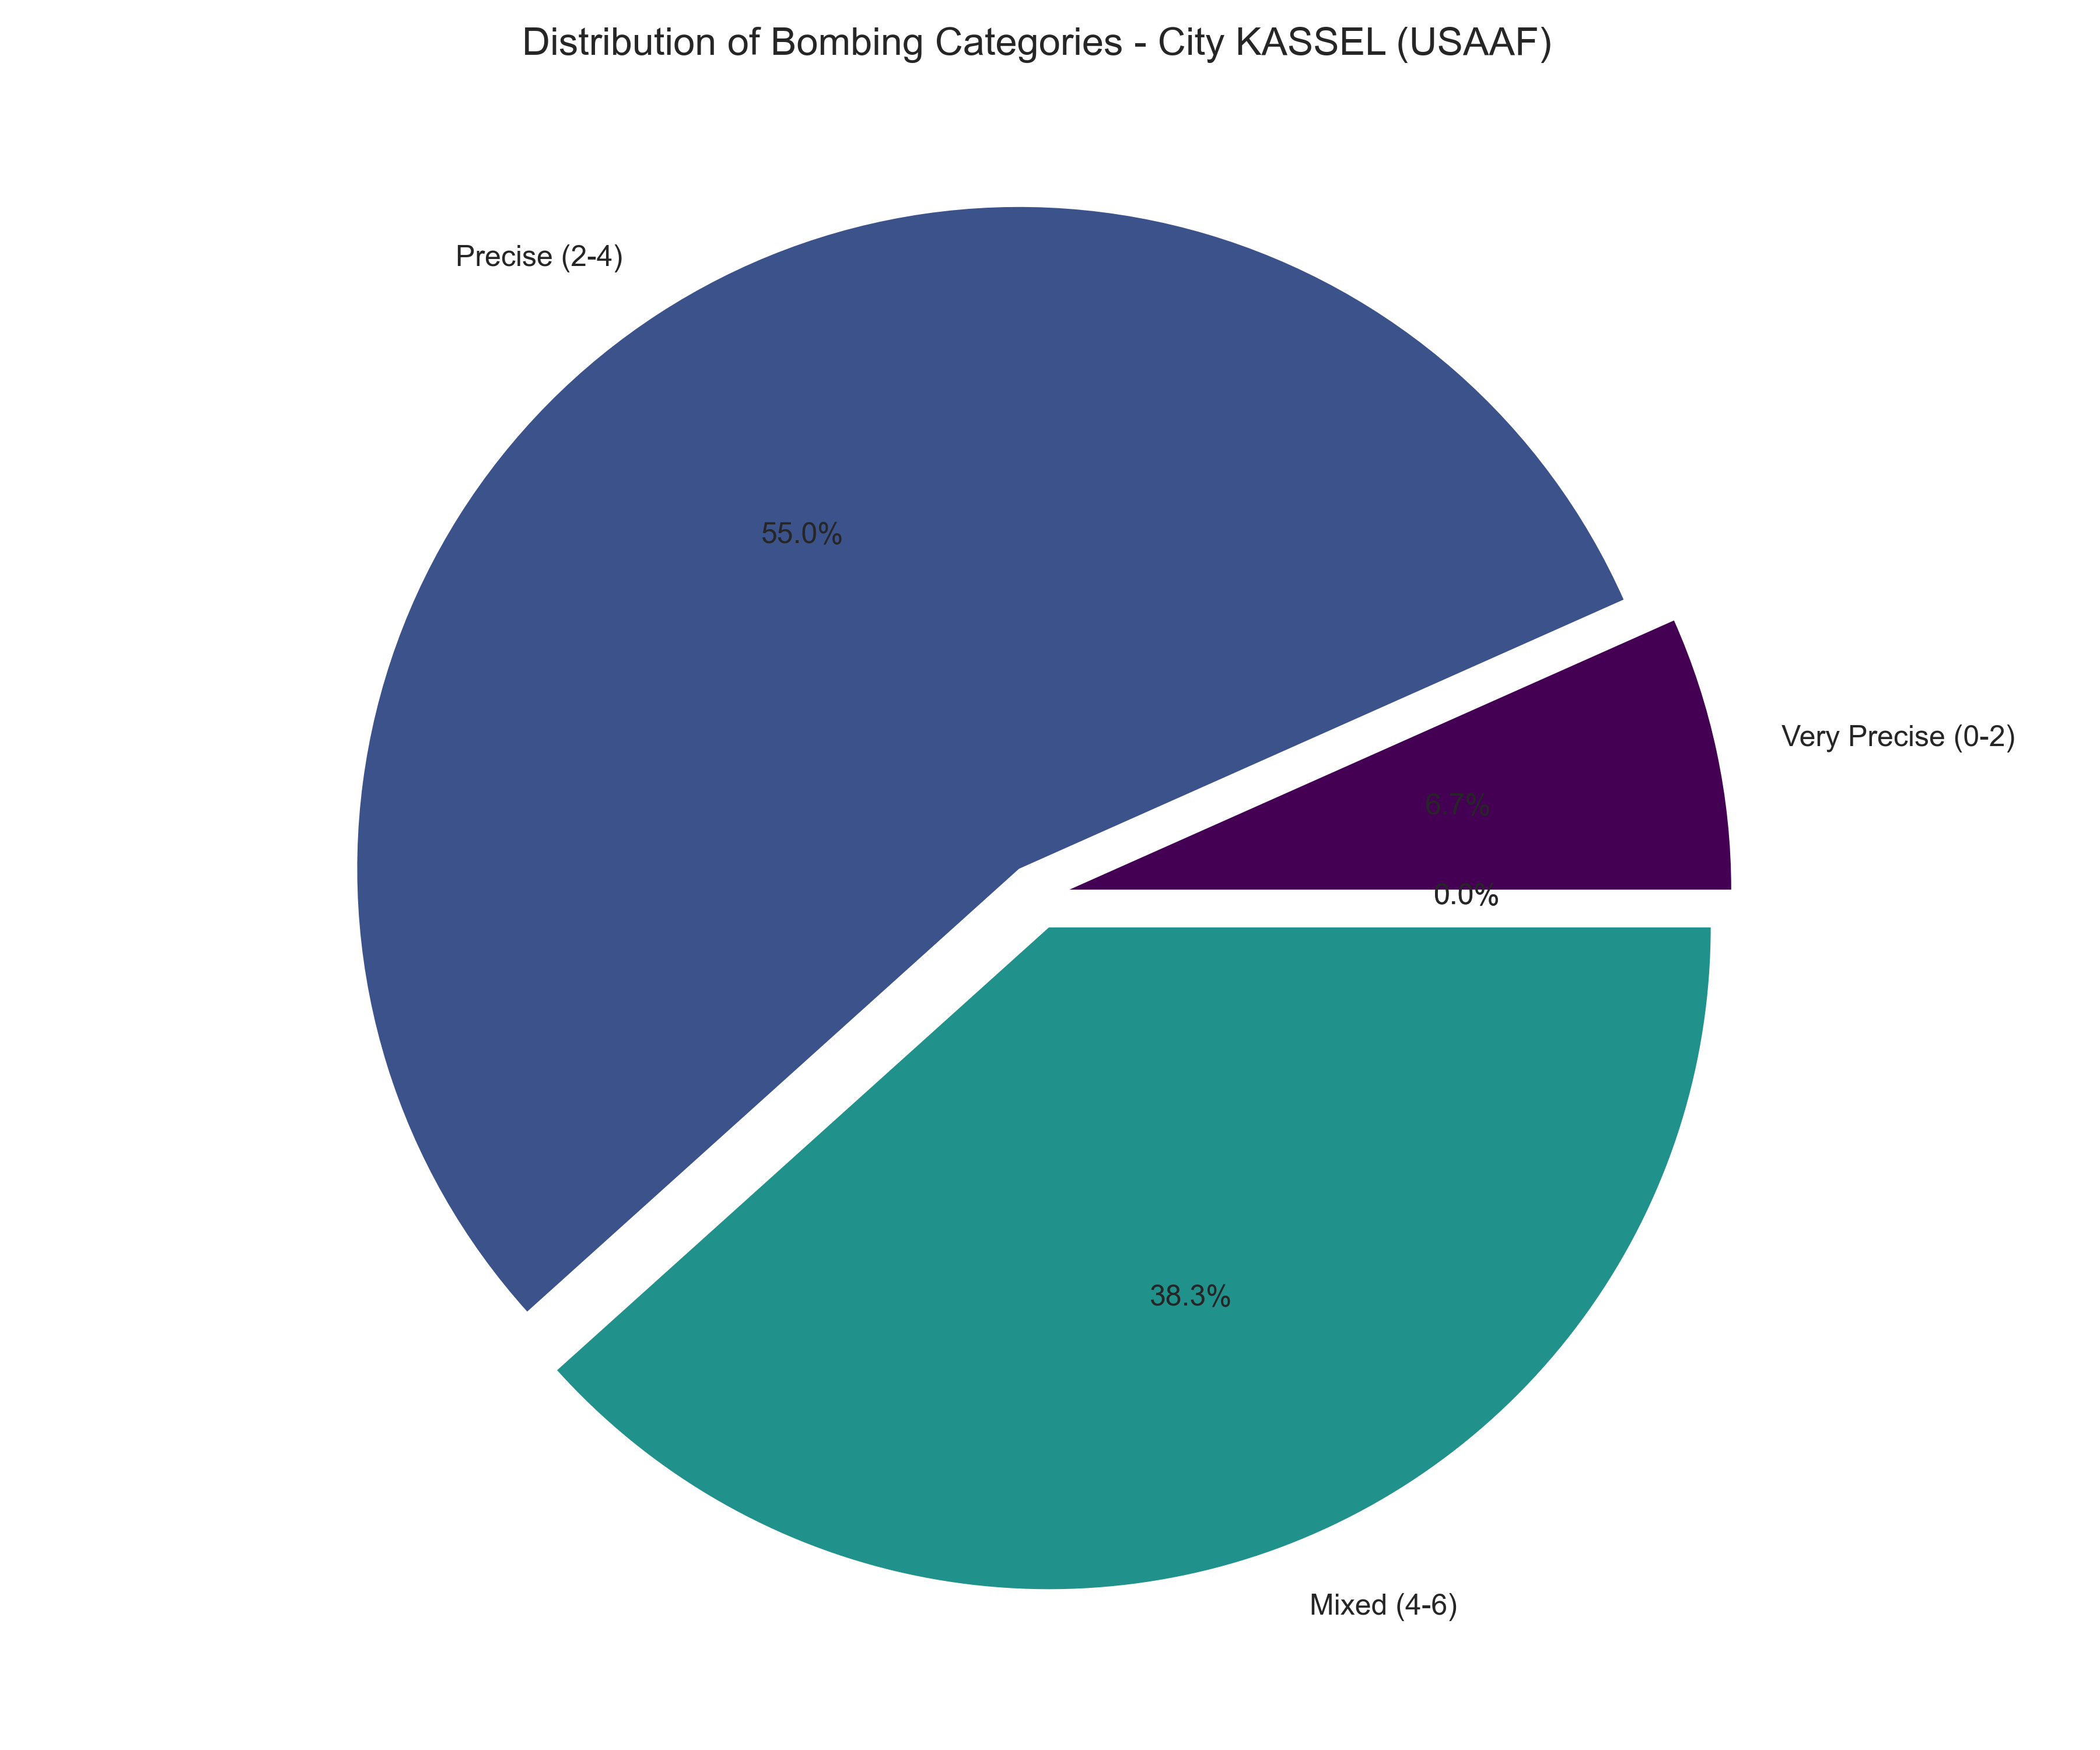 Distribution of Bombing Categories - City KASSEL (USAAF)
Precise (2-4)
55.0%
Very Precise (0-2)
6.7%
0.0%
38.3%
Mixed (4-6)